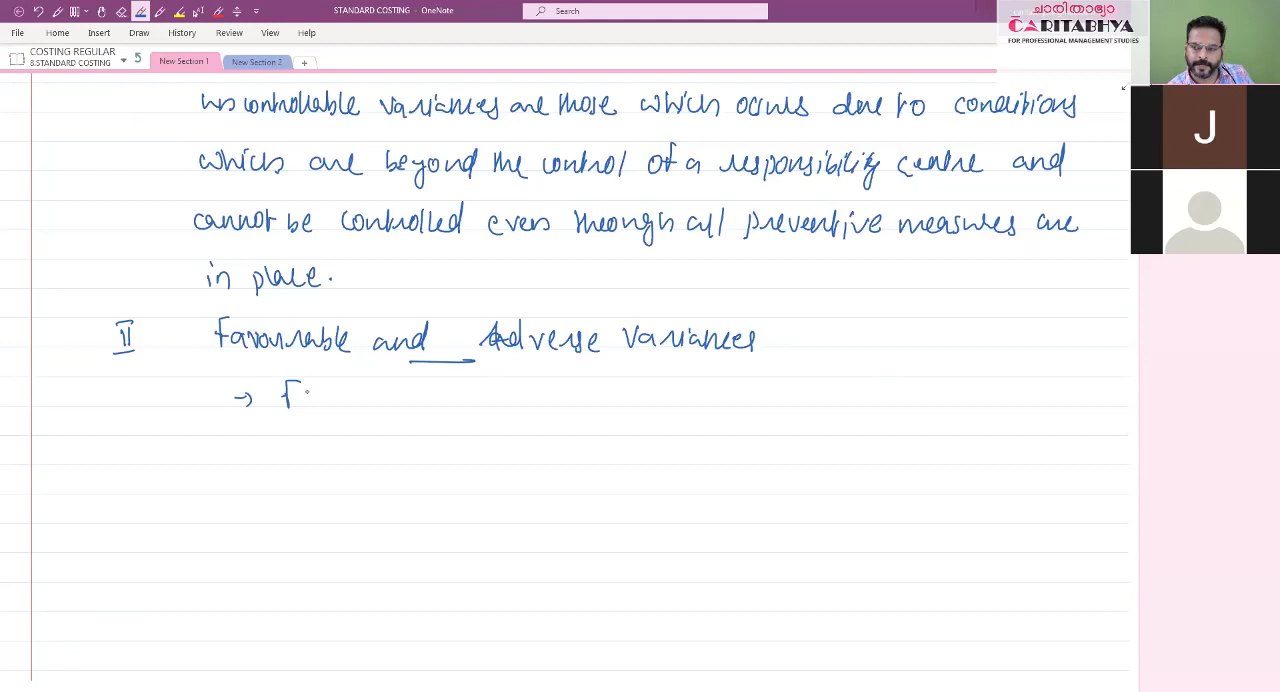 STANDARD COSTING - OneNote
Search
File Home Insert Draw History Review View Help
COSTING REGULAR
8.STANDARD COSTING
5
New Section 1
New Section 2
ചാരിതാഭ്യാ
CARITABHYA
FOR PROFESSIONAL MANAGEMENT STUDIES
J
uncontrollable variances are those which occurs due to conditions
which are beyond the control of a responsibility centre and
cannot be controlled even through all preventive measures are
in place.
II Favourable and Adverse Variances
→ F